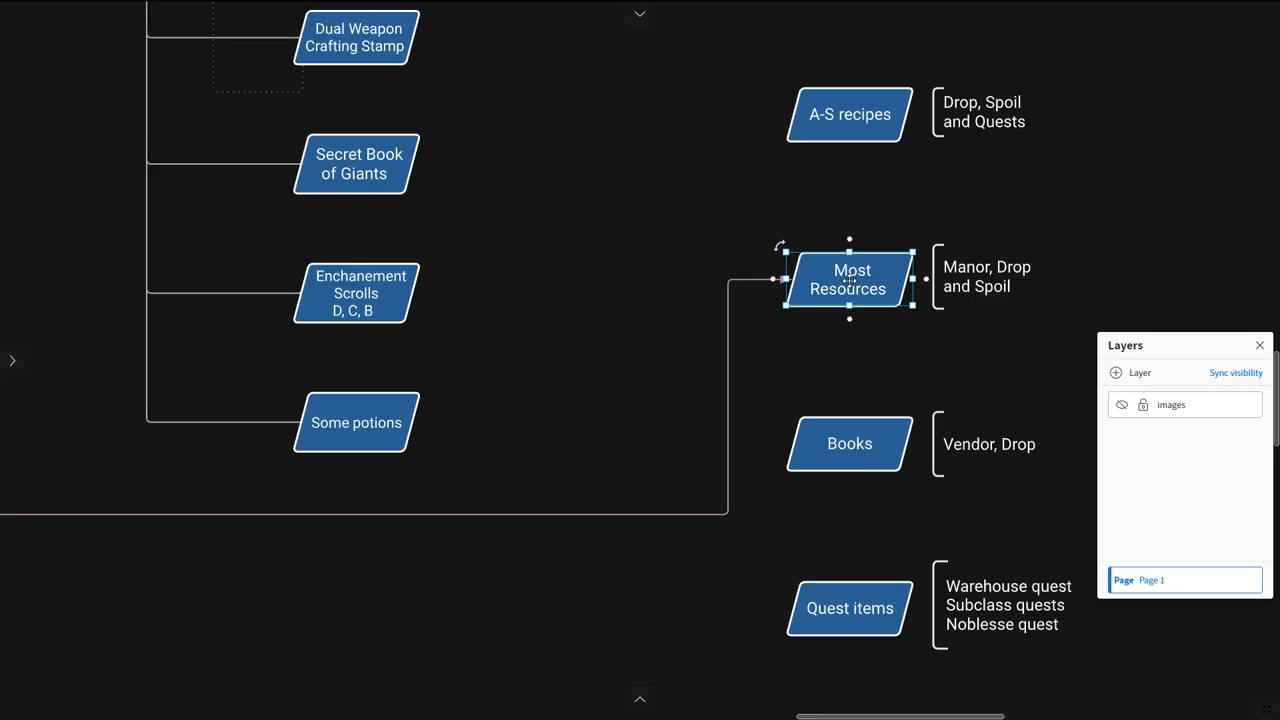 Dual Weapon
Crafting Stamp
Secret Book
of Giants
Enchanement
Scrolls
D, C, B
Some potions
A-S recipes
Drop, Spoil
and Quests
Most
Resources
Manor, Drop
and Spoil
Books
Vendor, Drop
Quest items
Warehouse quest
Subclass quests
Noblesse quest
Layers
Layer
Sync visibility
images
Page Page 1